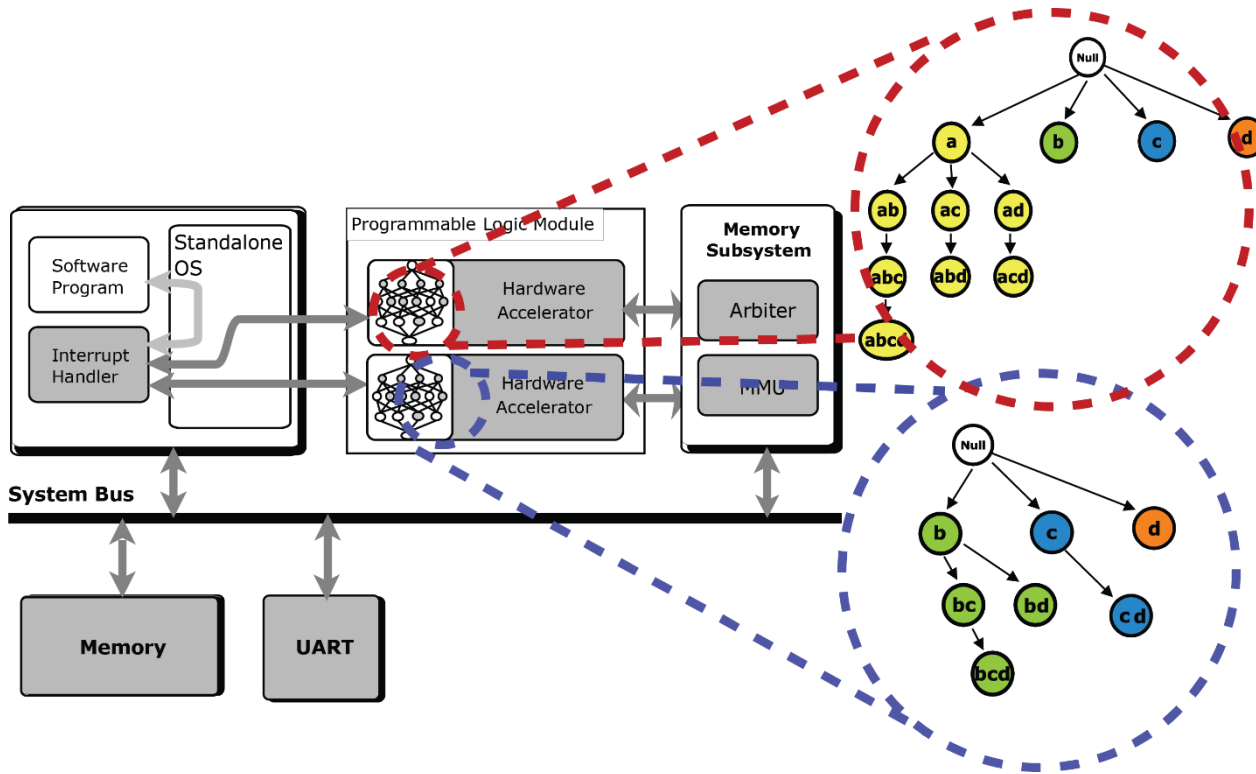 Null
a
b
c
d
ab
ac
ad
abc
abd
acd
abcd
Standalone
OS
Software
Program
Interrupt
Handler
Programmable Logic Module
Hardware
Accelerator
Hardware
Accelerator
Memory
Subsystem
Arbiter
MMU
System Bus
Memory
UART
Null
b
c
d
bc
bd
cd
bcd